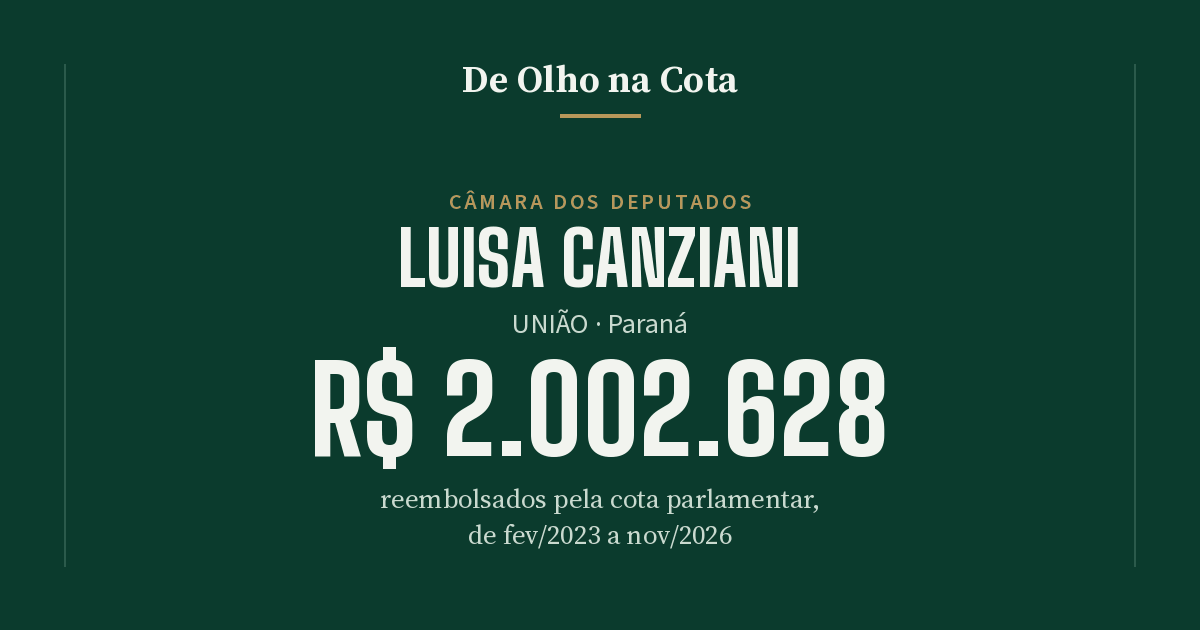 De Olho na Cota
CÂMARA DOS DEPUTADOS
LUISA CANZIANI
UNIÃO · Paraná
R$ 2.002.628
reembolsados pela cota parlamentar,
de fev/2023 a nov/2026